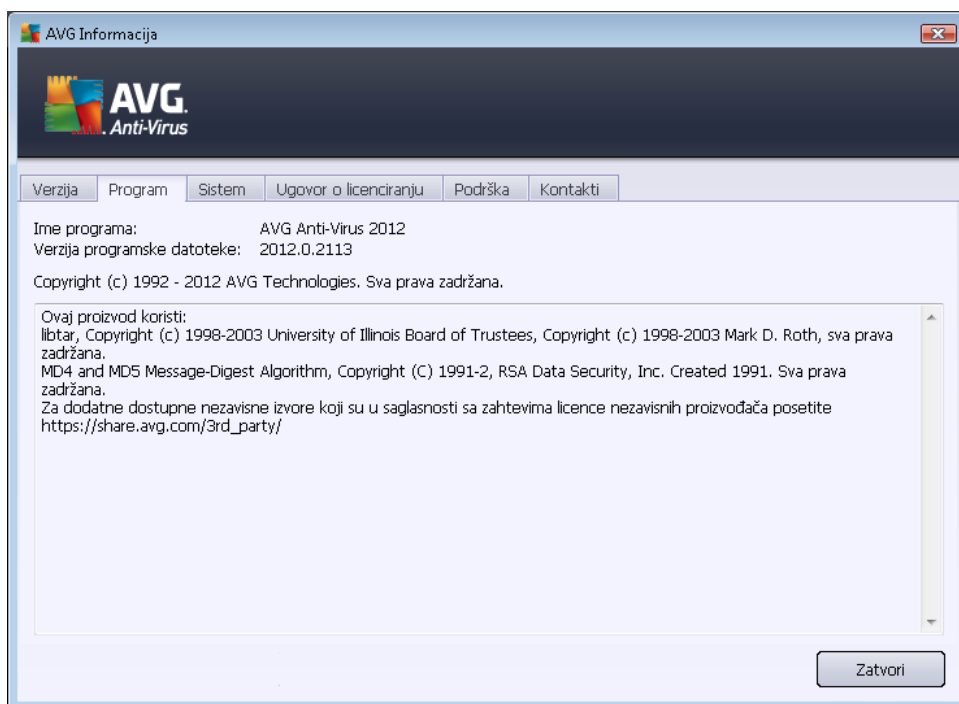 AVG Informacija
AVG.
Anti-Virus
Verzija Program Sistem Ugovor o licenciranju Podrška Kontakti
Ime programa: AVG Anti-Virus 2012
Verzija programske datoteke: 2012.0.2113
Copyright (c) 1992 - 2012 AVG Technologies. Sva prava zadržana.
Ovaj proizvod koristi:
libtar, Copyright (c) 1998-2003 University of Illinois Board of Trustees, Copyright (c) 1998-2003 Mark D. Roth, sva prava
zadržana.
MD4 and MD5 Message-Digest Algorithm, Copyright (C) 1991-2, RSA Data Security, Inc. Created 1991. Sva prava
zadržana.
Za dodatne dostupne nezavisne izvore koji su u saglasnosti sa zahtevima licence nezavisnih proizvođača posetite
https://share.avg.com/3rd_party/
Zatvori